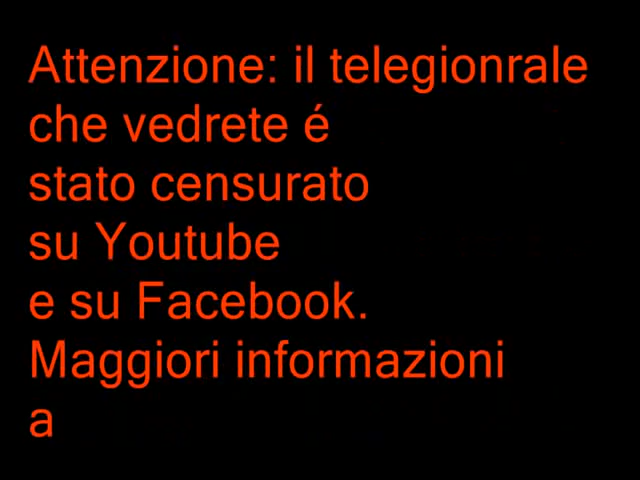 Attenzione: il telegionrale
che vedrete é
stato censurato
su Youtube
e su Facebook.
Maggiori informazioni
a